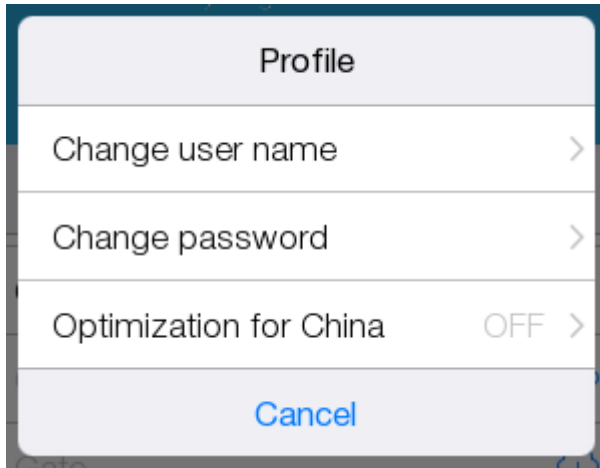 Profile
Change user name
Change password
Optimization for China OFF
Cancel